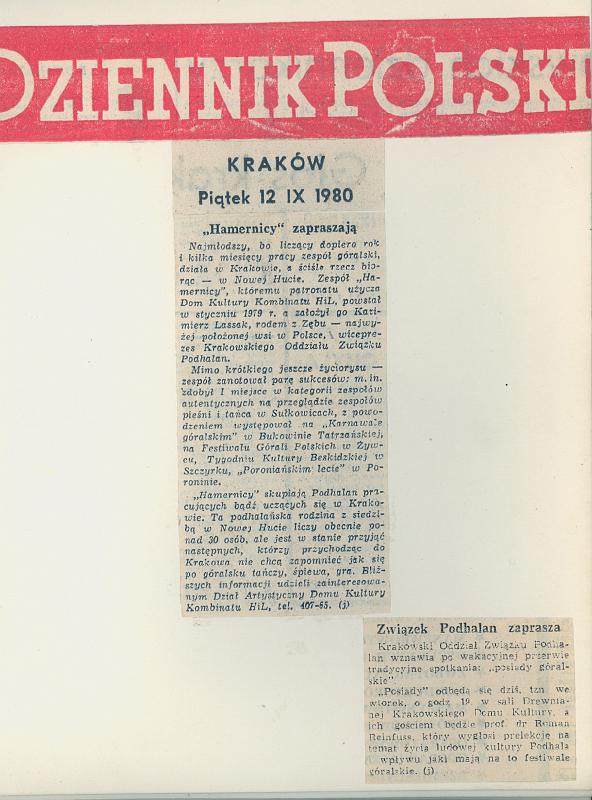 DZIENNIK POLSKI
KRAKÓW
Piątek 12 IX 1980
„Hamernicy" zapraszają
Najmłodszy, bo liczący dopiero rok
i kilka miesięcy pracy zespół góralski,
działa w Krakowie, a ściśle rzecz bio-
rąc — w Nowej Hucie. Zespół „Ha-
mernicy", któremu patronatu użycza
Dom Kultury Kombinatu HiL, powstał
w styczniu 1979 r. a założył go Kazi-
mierz Lassak, rodem z Zębu — najwy-
żej położonej wsi w Polsce, wicepre-
zes Krakowskiego Oddziału Związku
Podhalan.
Mimo krótkiego jeszcze życiorysu —
zespół zanotował parę sukcesów: m.in.
zdobył I miejsce w kategorii zespołów
autentycznych na przeglądzie zespołów
pieśni i tańca w Sułkowicach, z powo-
dzeniem występował na „Karnawale
góralskim" w Bukowinie Tatrzańskiej,
na Festiwalu Górali Polskich w Żyw-
cu, Tygodniu Kultury Beskidzkiej w
Szczyrku, „Poroniańskim lecie" w Po-
roninie.
„Hamernicy" skupiają Podhalan pra-
cujących bądź uczących się w Krako-
wie. Ta podhalańska rodzina z siedzi-
bą w Nowej Hucie liczy obecnie po-
nad 30 osób, ale jest w stanie przyjąć
następnych, którzy przychodząc do
Krakowa nie chcą zapomnieć jak się
po góralsku tańczy, śpiewa, gra. Bliż-
szych informacji udzieli zainteresowa-
nym Dział Artystyczny Domu Kultury
Kombinatu HiL, tel. 407-65. (j)
Związek Podhalan zaprasza
Krakowski Oddział Związku Podha-
lan wznawia po wakacyjnej przerwie
tradycyjne spotkania: „posiady góral-
skie".
„Posiady" odbędą się dziś, tzn we
wtorek, o godz 19, w sali Drewnia-
nej Krakowskiego Domu Kultury, a
ich gościem będzie prof. dr Roman
Reinfuss, który wygłosi prelekcję na
temat życia ludowej kultury Podhala
wpływu jaki mają na to festiwale
góralskie. (j)